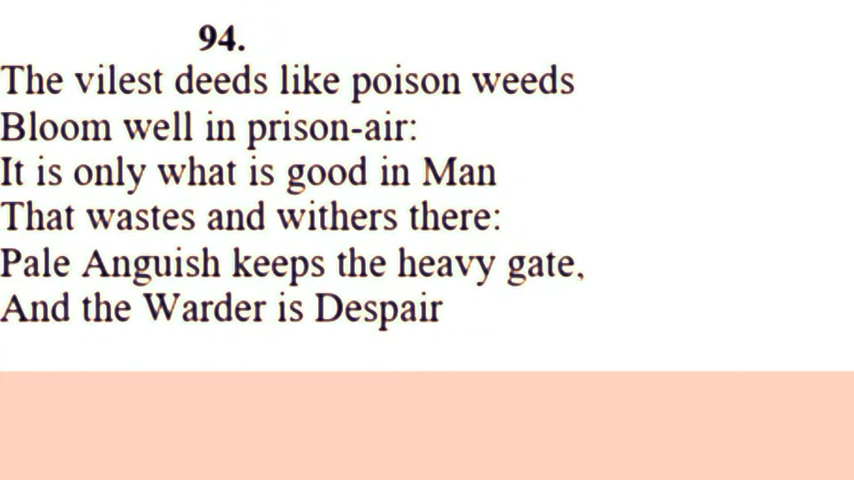 94.
The vilest deeds like poison weeds
Bloom well in prison-air:
It is only what is good in Man
That wastes and withers there:
Pale Anguish keeps the heavy gate,
And the Warder is Despair